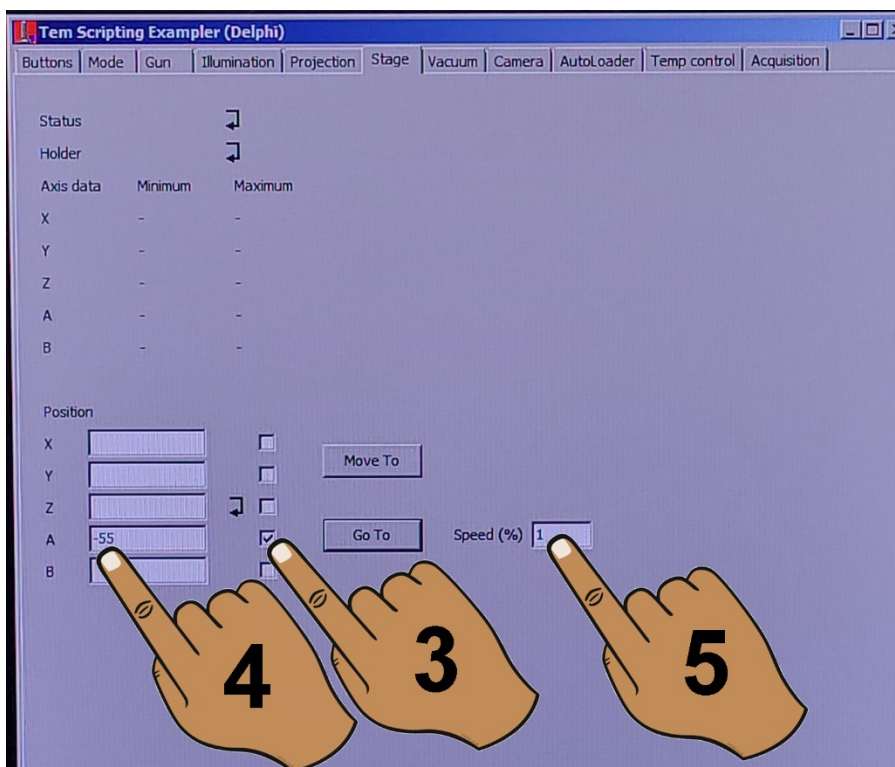 Tem Scripting Exampler (Delphi)
Buttons Mode Gun Illumination Projection Stage Vacuum Camera AutoLoader Temp control Acquisition
Status
Holder
Axis data Minimum Maximum
X - -
Y - -
Z - -
A - -
B - -
Position
X
Y
Move To
Z
A -55 Go To Speed (%) 1
B
4 3 5